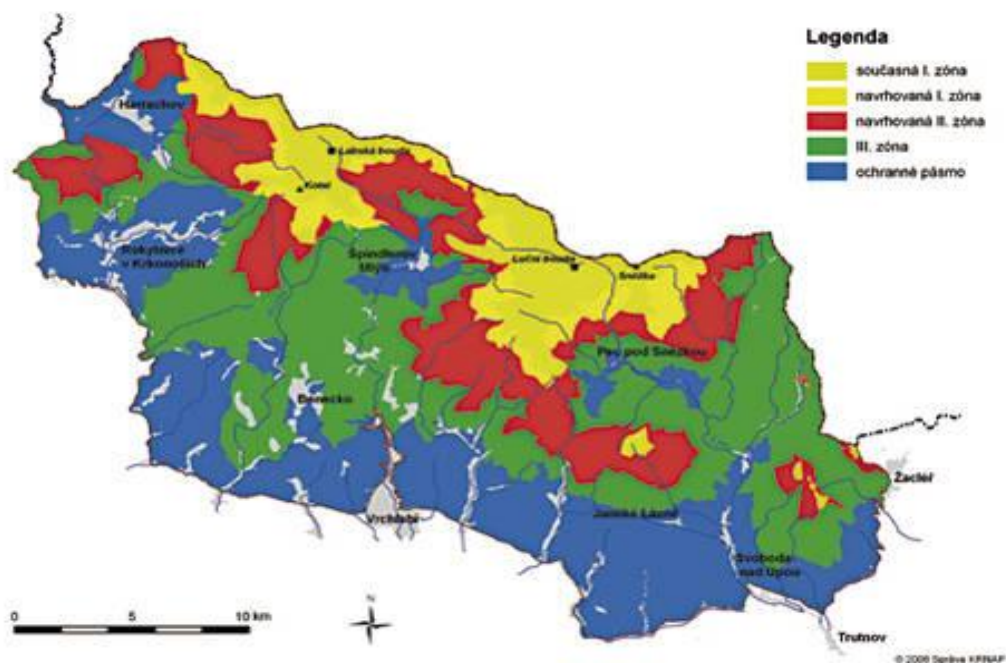 Legenda
současná I. zóna
navrhovaná I. zóna
navrhovaná II. zóna
III. zóna
ochranné pásmo
Harrachov
Labská bouda
Kotel
Rokytnice
v Krkonoších
Špindlerův
Mlýn
Luční bouda
Sněžka
Pec pod Sněžkou
Benecko
Žacléř
Vrchlabí
Janské Lázně
Svoboda
nad Úpou
Trutnov
N
0 5 10 km
© 2008 Správa KRNAP